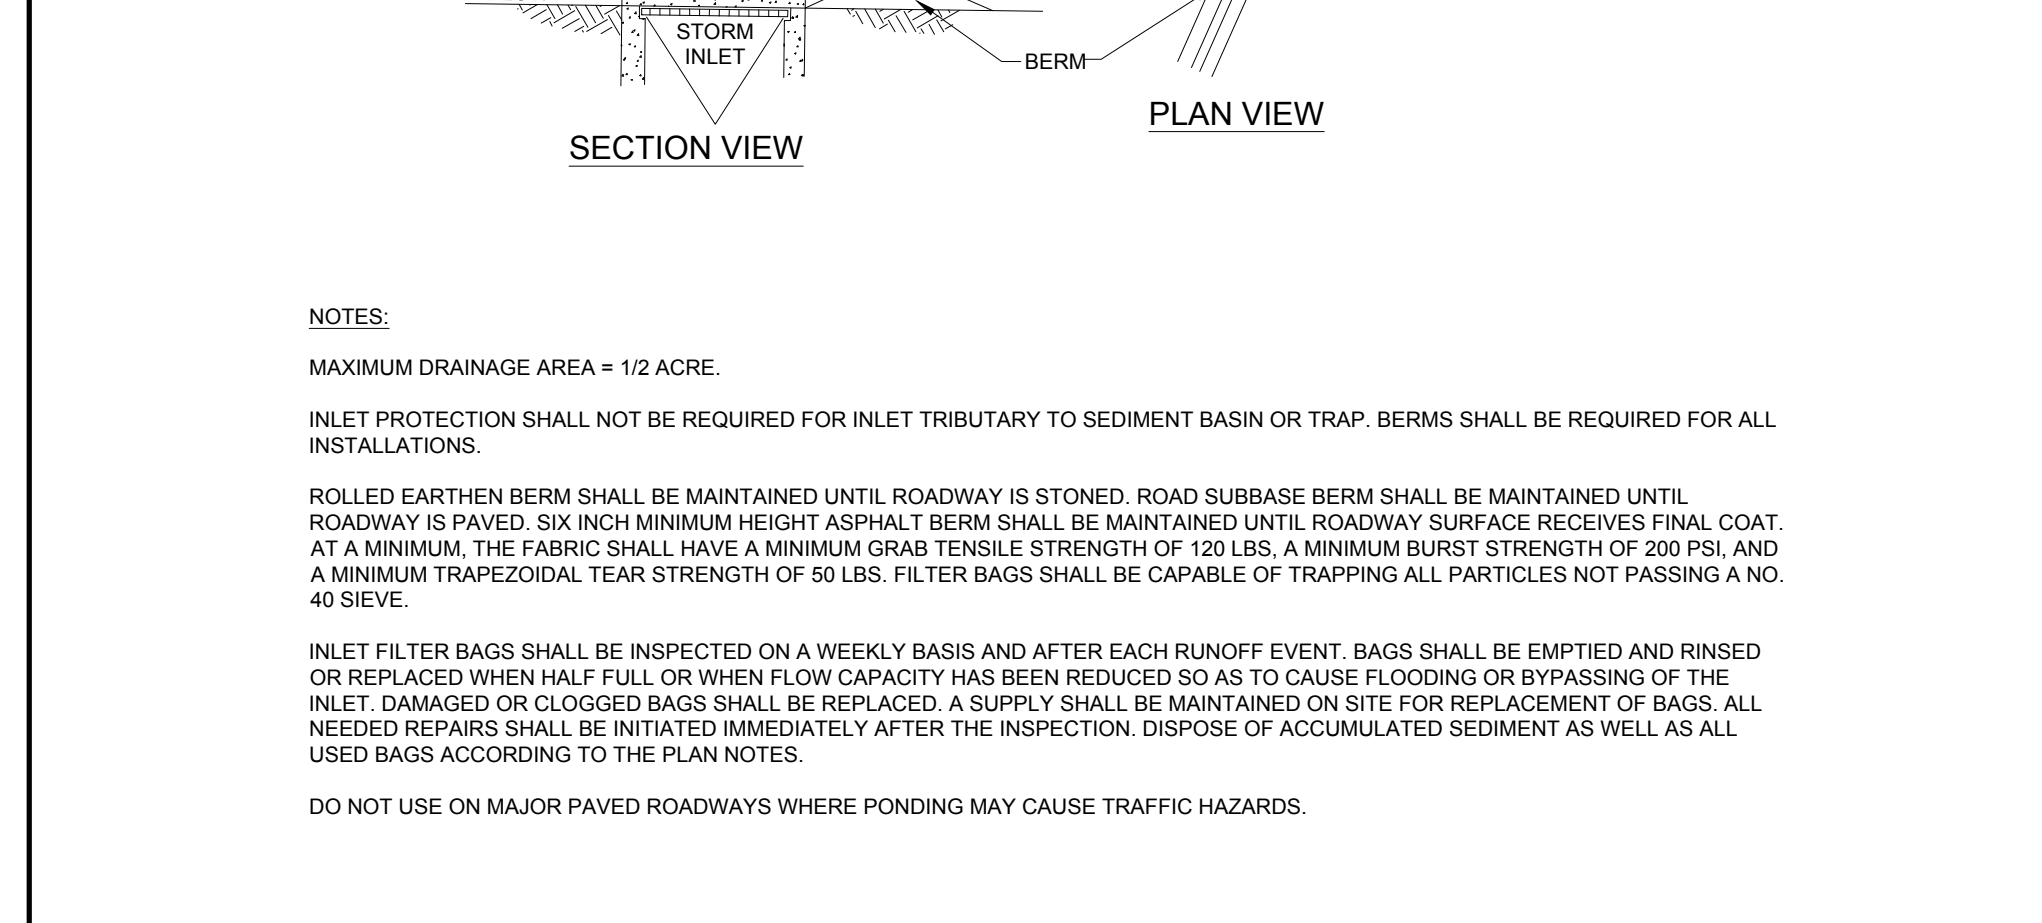 STORM
INLET
BERM
PLAN VIEW
SECTION VIEW
NOTES:
MAXIMUM DRAINAGE AREA = 1/2 ACRE.
INLET PROTECTION SHALL NOT BE REQUIRED FOR INLET TRIBUTARY TO SEDIMENT BASIN OR TRAP. BERMS SHALL BE REQUIRED FOR ALL
INSTALLATIONS.
ROLLED EARTHEN BERM SHALL BE MAINTAINED UNTIL ROADWAY IS STONED. ROAD SUBBASE BERM SHALL BE MAINTAINED UNTIL
ROADWAY IS PAVED. SIX INCH MINIMUM HEIGHT ASPHALT BERM SHALL BE MAINTAINED UNTIL ROADWAY SURFACE RECEIVES FINAL COAT.
AT A MINIMUM, THE FABRIC SHALL HAVE A MINIMUM GRAB TENSILE STRENGTH OF 120 LBS, A MINIMUM BURST STRENGTH OF 200 PSI, AND
A MINIMUM TRAPEZOIDAL TEAR STRENGTH OF 50 LBS. FILTER BAGS SHALL BE CAPABLE OF TRAPPING ALL PARTICLES NOT PASSING A NO.
40 SIEVE.
INLET FILTER BAGS SHALL BE INSPECTED ON A WEEKLY BASIS AND AFTER EACH RUNOFF EVENT. BAGS SHALL BE EMPTIED AND RINSED
OR REPLACED WHEN HALF FULL OR WHEN FLOW CAPACITY HAS BEEN REDUCED SO AS TO CAUSE FLOODING OR BYPASSING OF THE
INLET. DAMAGED OR CLOGGED BAGS SHALL BE REPLACED. A SUPPLY SHALL BE MAINTAINED ON SITE FOR REPLACEMENT OF BAGS. ALL
NEEDED REPAIRS SHALL BE INITIATED IMMEDIATELY AFTER THE INSPECTION. DISPOSE OF ACCUMULATED SEDIMENT AS WELL AS ALL
USED BAGS ACCORDING TO THE PLAN NOTES.
DO NOT USE ON MAJOR PAVED ROADWAYS WHERE PONDING MAY CAUSE TRAFFIC HAZARDS.